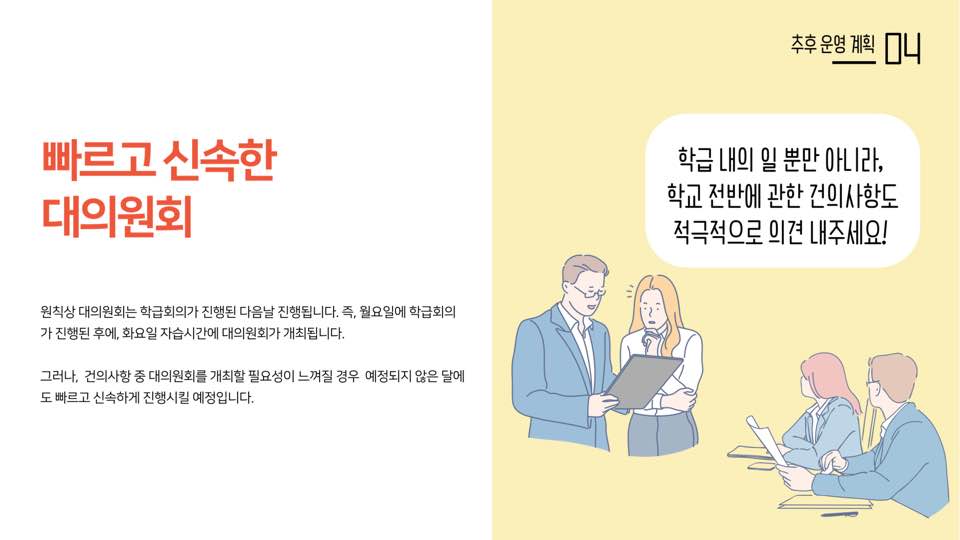 추후 운영 계획 04
빠르고 신속한
대의원회
학급 내의 일 뿐만 아니라,
학교 전반에 관한 건의사항도
적극적으로 의견 내주세요!
원칙상 대의원회는 학급회의가 진행된 다음날 진행됩니다. 즉, 월요일에 학급회의
가 진행된 후에, 화요일 자습시간에 대의원회가 개최됩니다.
그러나, 건의사항 중 대의원회를 개최할 필요성이 느껴질 경우 예정되지 않은 달에
도 빠르고 신속하게 진행시킬 예정입니다.